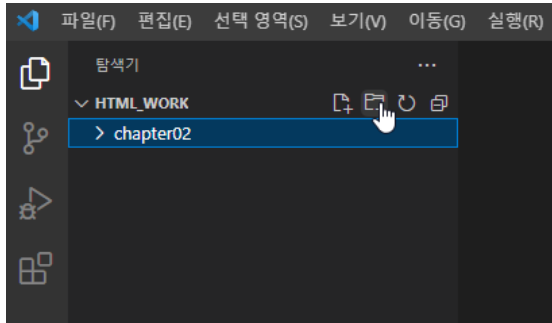 파일(F) 편집(E) 선택 영역(S) 보기(V) 이동(G) 실행(R)
탐색기
HTML_WORK
chapter02